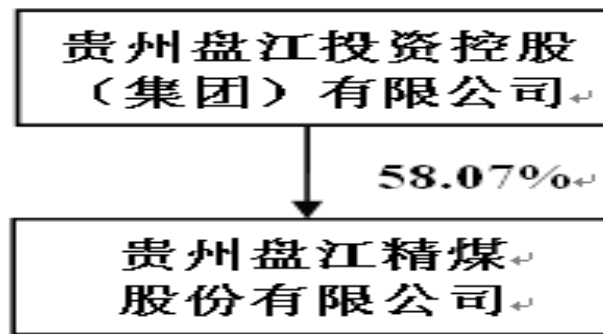 贵州盘江投资控股
（集团）有限公司
58.07%
贵州盘江精煤
股份有限公司